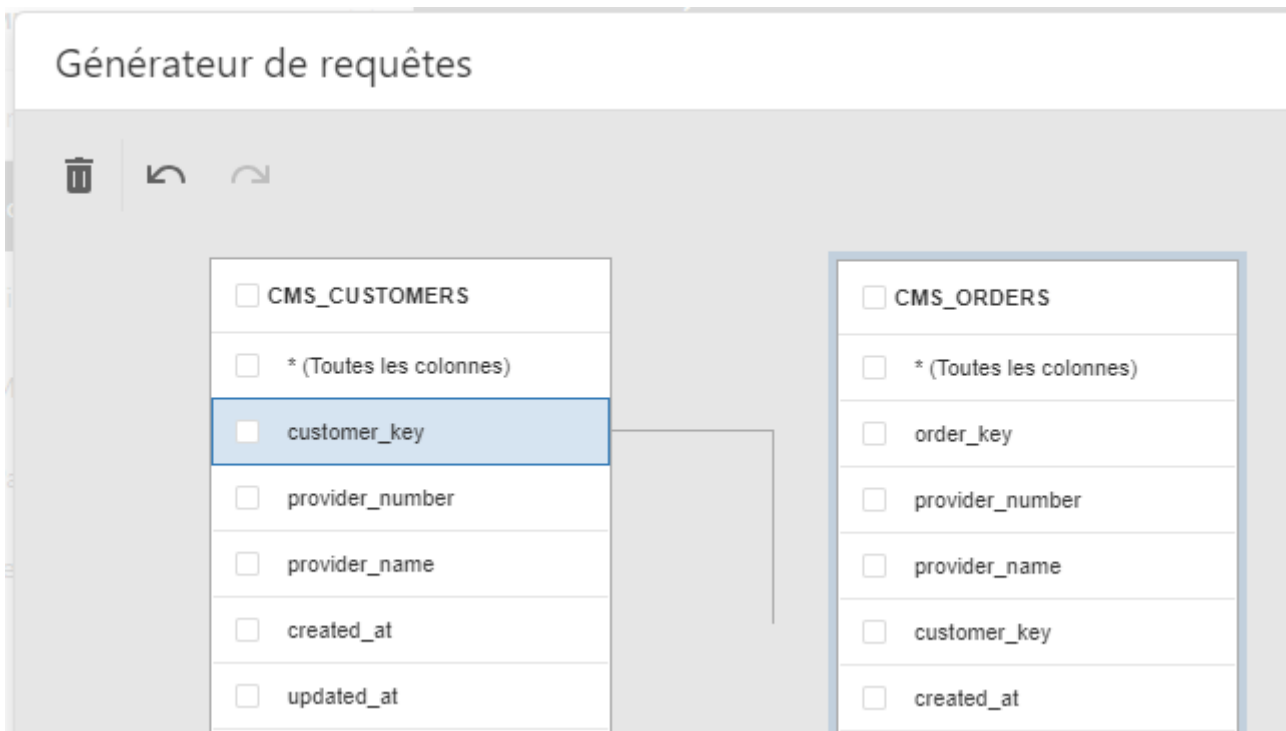 Générateur de requêtes
CMS_CUSTOMERS
* (Toutes les colonnes)
customer_key
provider_number
provider_name
created_at
updated_at
CMS_ORDERS
* (Toutes les colonnes)
order_key
provider_number
provider_name
customer_key
created_at